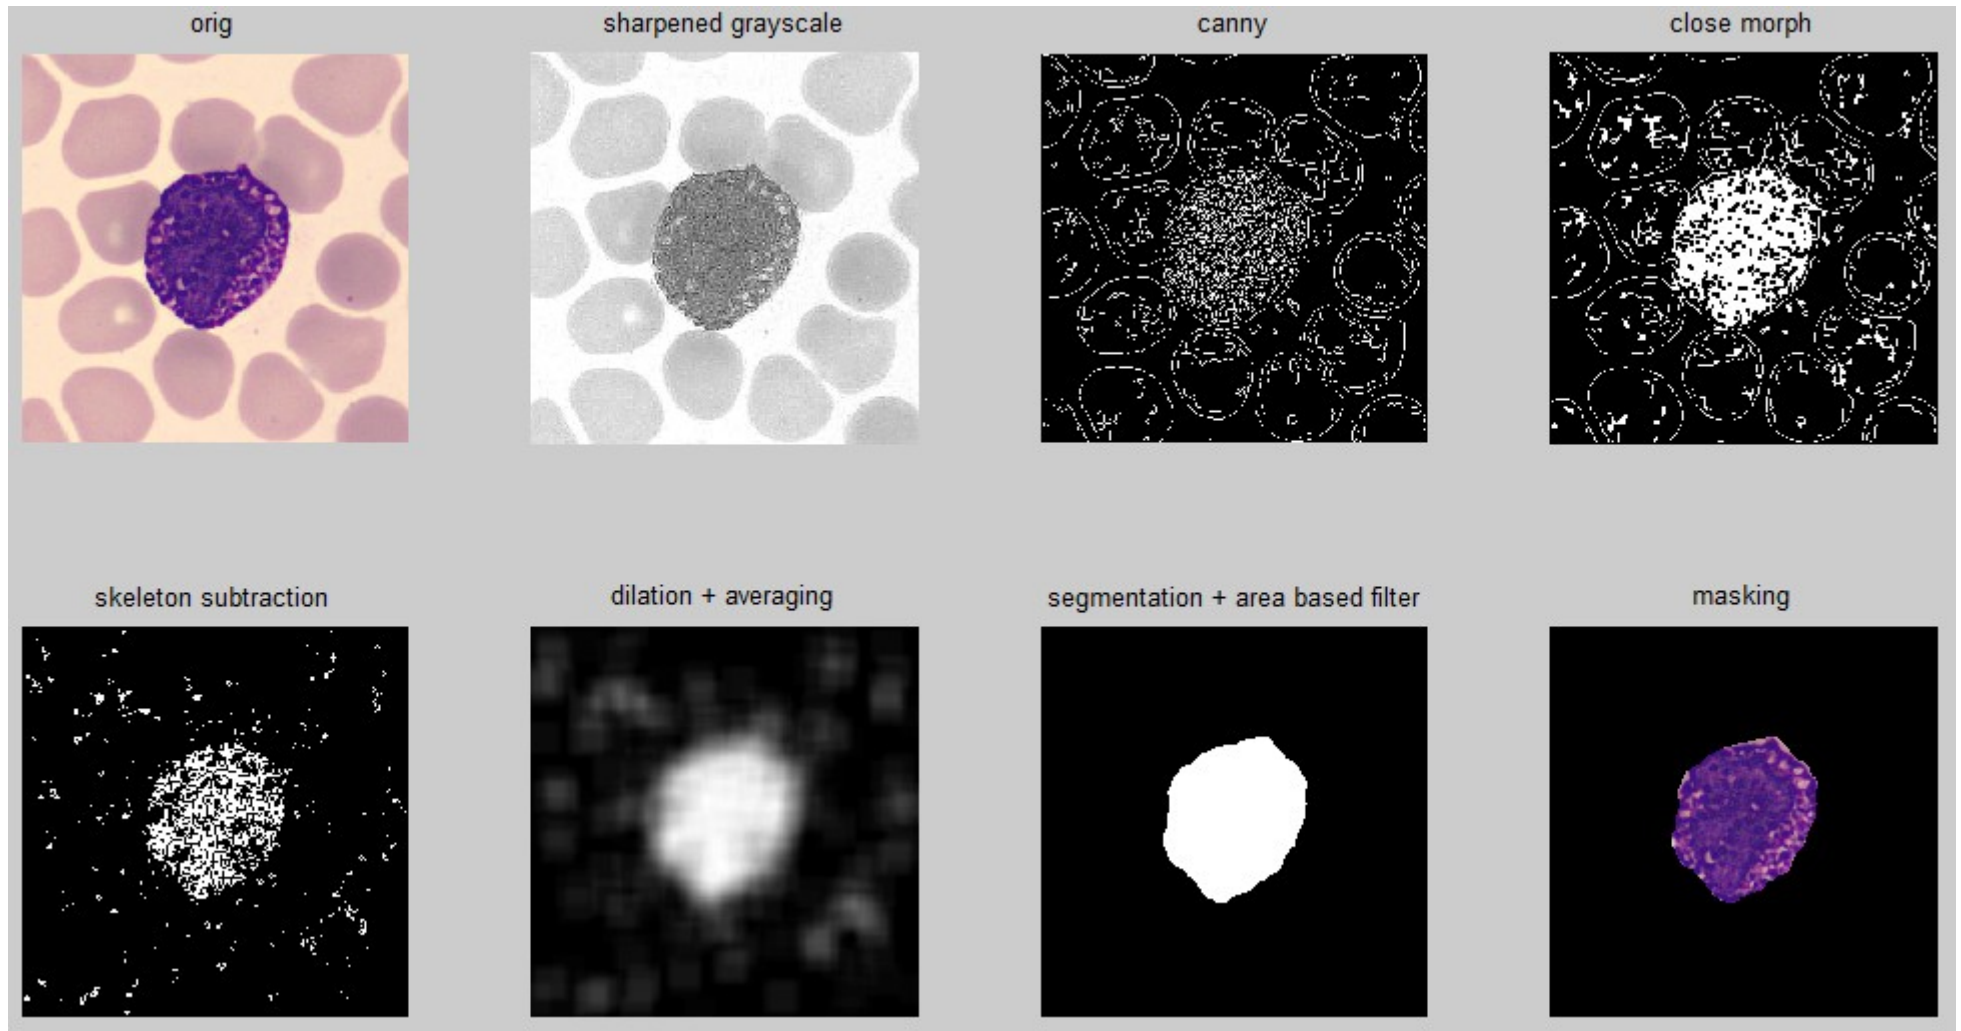 orig
sharpened grayscale
canny
close morph
skeleton subtraction
dilation + averaging
segmentation + area based filter
masking